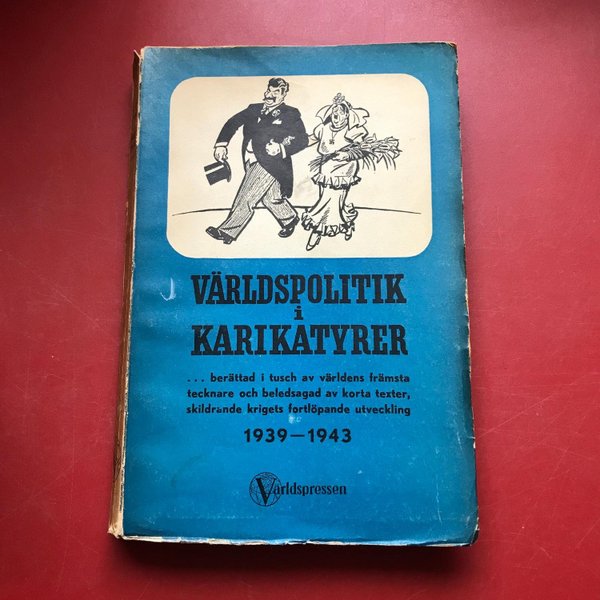 VÄRLDSPOLITIK
i
KARIKATYRER
... berättad i tusch av världens främsta
tecknare och beledsagad av korta texter,
skildrande krigets fortlöpande utveckling
1939—1943
Världspressen